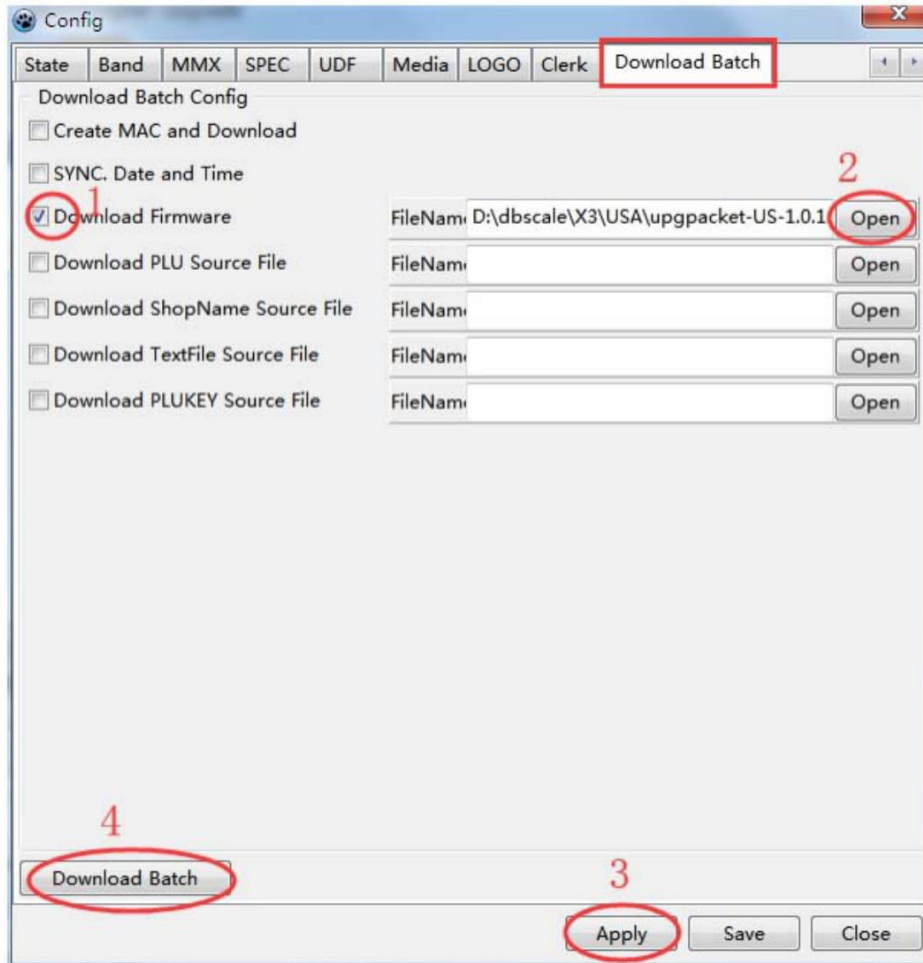 Config
State Band MMX SPEC UDF Media LOGO Clerk Download Batch
Download Batch Config
Create MAC and Download
SYNC. Date and Time
2
1
Download Firmware FileNam D:\dbscale\X3\USA\upgpacket-US-1.0.1 Open
Download PLU Source File FileNam Open
Download ShopName Source File FileNam Open
Download TextFile Source File FileNam Open
Download PLUKEY Source File FileNam Open
4
Download Batch
3
Apply Save Close